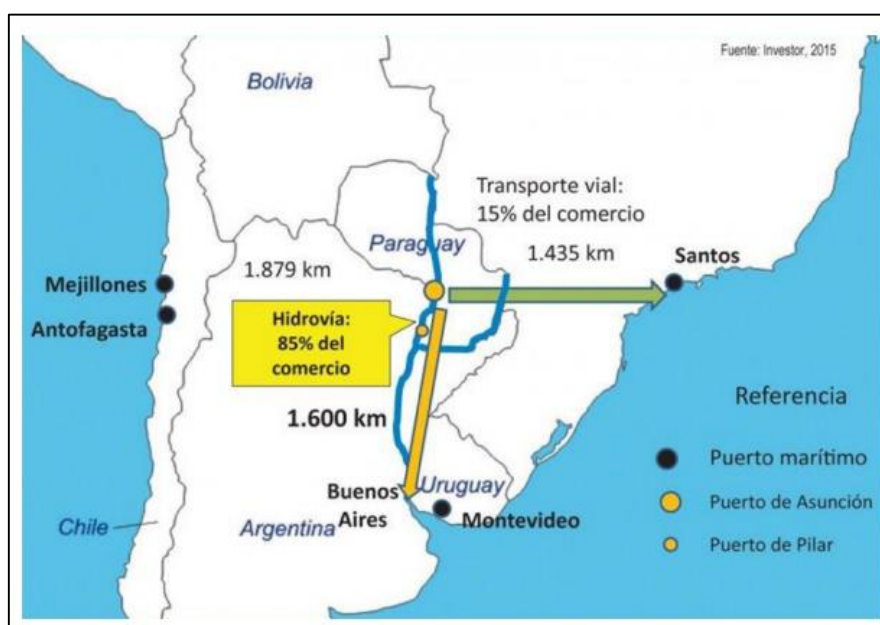 Fuente: Investor, 2015
Bolivia
Transporte vial:
15% del comercio
Paraguay
1.435 km
Santos
1.879 km
Mejillones
Antofagasta
Hidrovía:
85% del
comercio
1.600 km
Referencia
Puerto marítimo
Buenos
Aires
Uruguay
Montevideo
Puerto de Asunción
Chile
Argentina
Puerto de Pilar